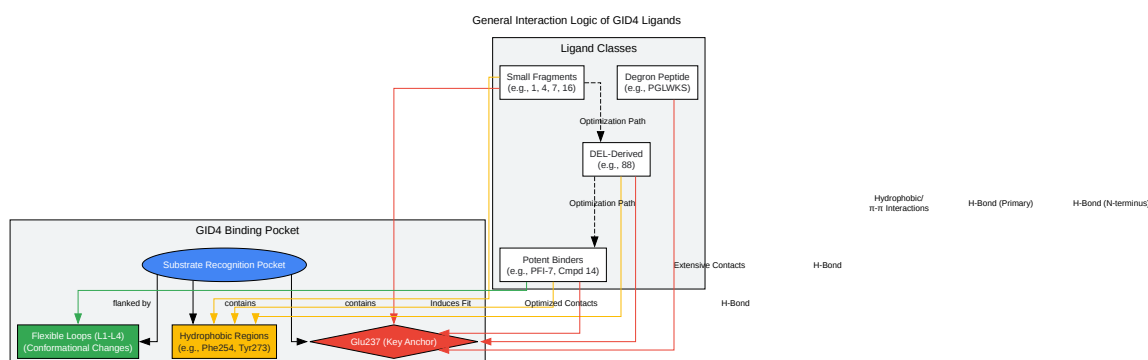 General Interaction Logic of GID4 Ligands
Ligand Classes
Small Fragments
(e.g., 1, 4, 7, 16)
Degron Peptide
(e.g., PGLWKS)
Optimization Path
DEL-Derived
(e.g., 88)
Optimization Path
Hydrophobic/
π-π Interactions
H-Bond (Primary)
H-Bond (N-terminus)
GID4 Binding Pocket
Substrate Recognition Pocket
Potent Binders
(e.g., PFI-7, Cmpd 14)
Extensive Contacts
H-Bond
flanked by
contains
contains
Induces Fit
Optimized Contacts
H-Bond
Flexible Loops (L1-L4)
(Conformational Changes)
Hydrophobic Regions
(e.g., Phe254, Tyr273)
Glu237 (Key Anchor)